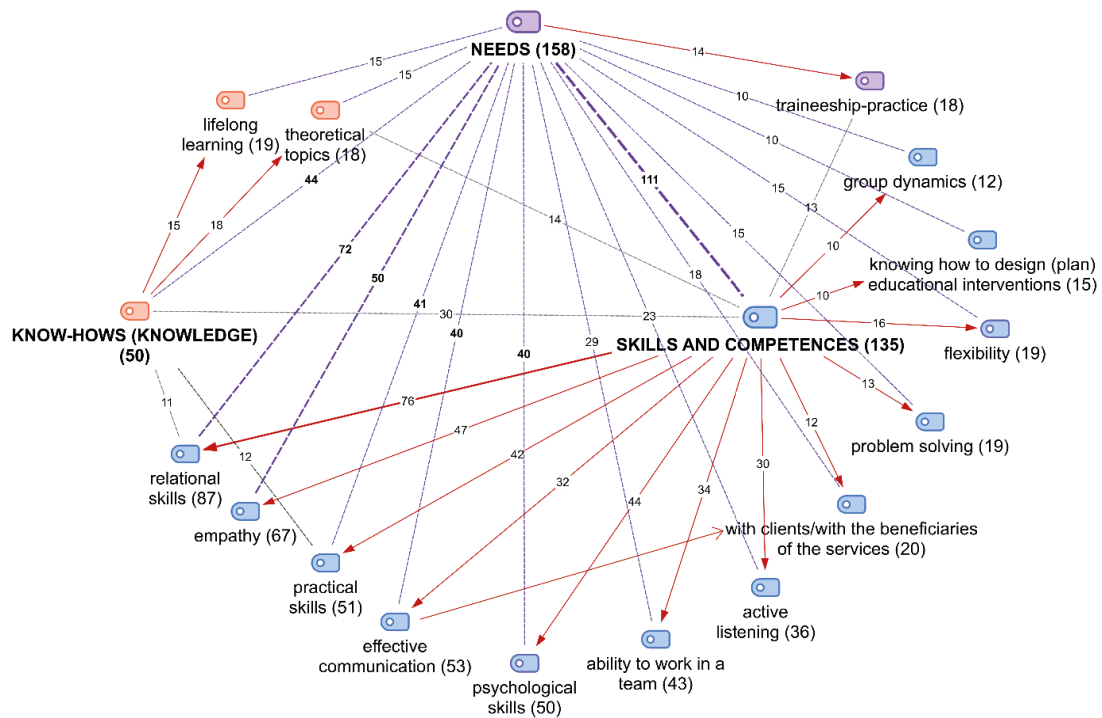 NEEDS (158)
14
15
15
traineeship-practice (18)
10
lifelong
learning (19)
theoretical
topics (18)
10
group dynamics (12)
44
111
15
13
15
14
18
10
knowing how to design (plan)
educational interventions (15)
15
18
72
50
41
18
10
KNOW-HOWS (KNOWLEDGE)
(50)
30
40
40
29
23
SKILLS AND COMPETENCES (135)
16
flexibility (19)
11
76
13
12
47
42
32
44
34
30
12
problem solving (19)
relational
skills (87)
empathy (67)
with clients/with the beneficiaries
of the services (20)
practical
skills (51)
active
listening (36)
effective
communication (53)
psychological
skills (50)
ability to work in a
team (43)